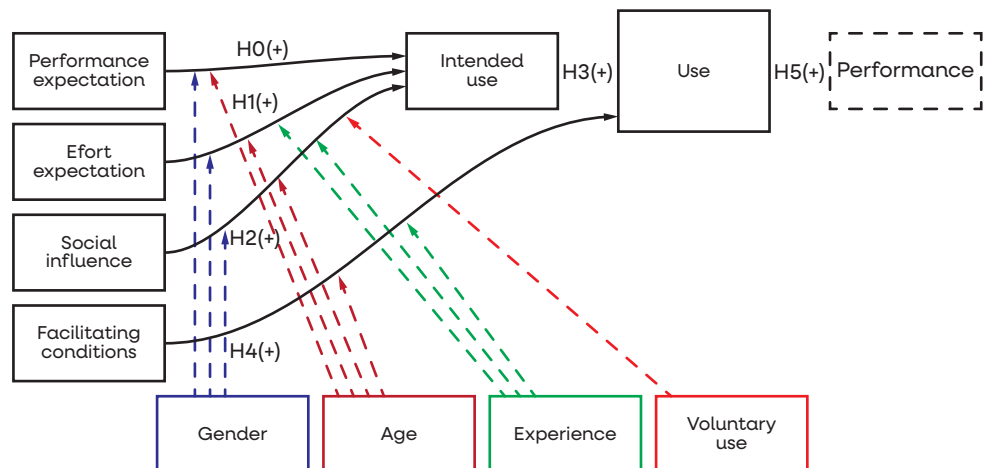 Performance
expectation
H0(+)
Intended
use
H3(+)
Use
H5(+)
Performance
H1(+)
Efort
expectation
Social
influence
H2(+)
Facilitating
conditions
H4(+)
Gender
Age
Experience
Voluntary
use